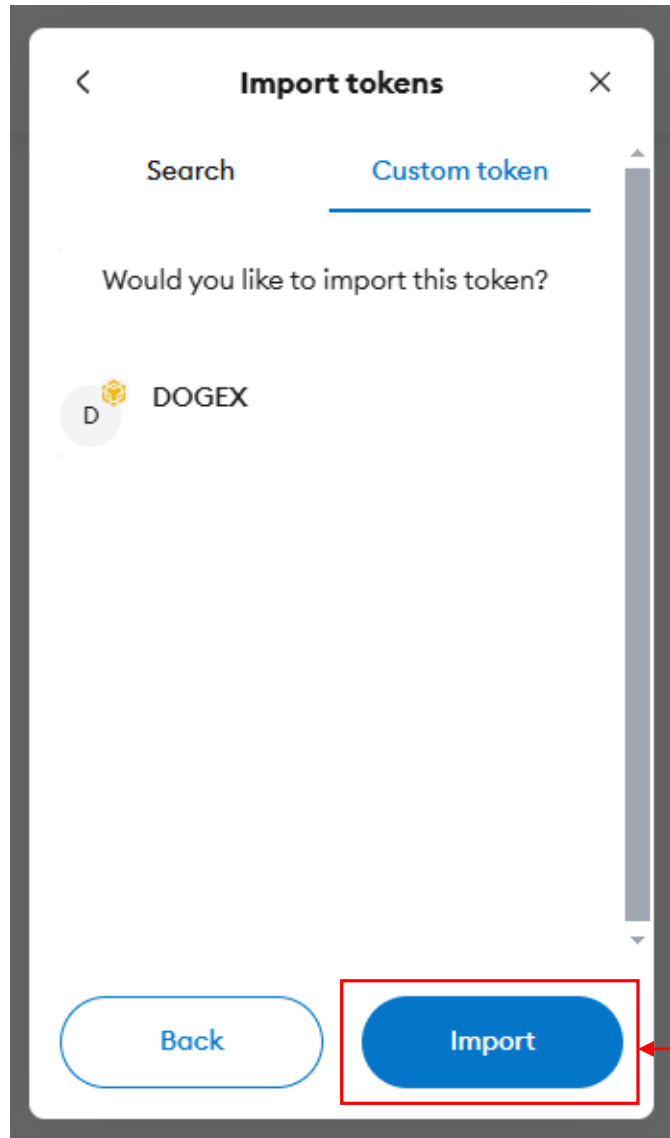 Import tokens
Search Custom token
Would you like to import this token?
D DOGEX
Back Import